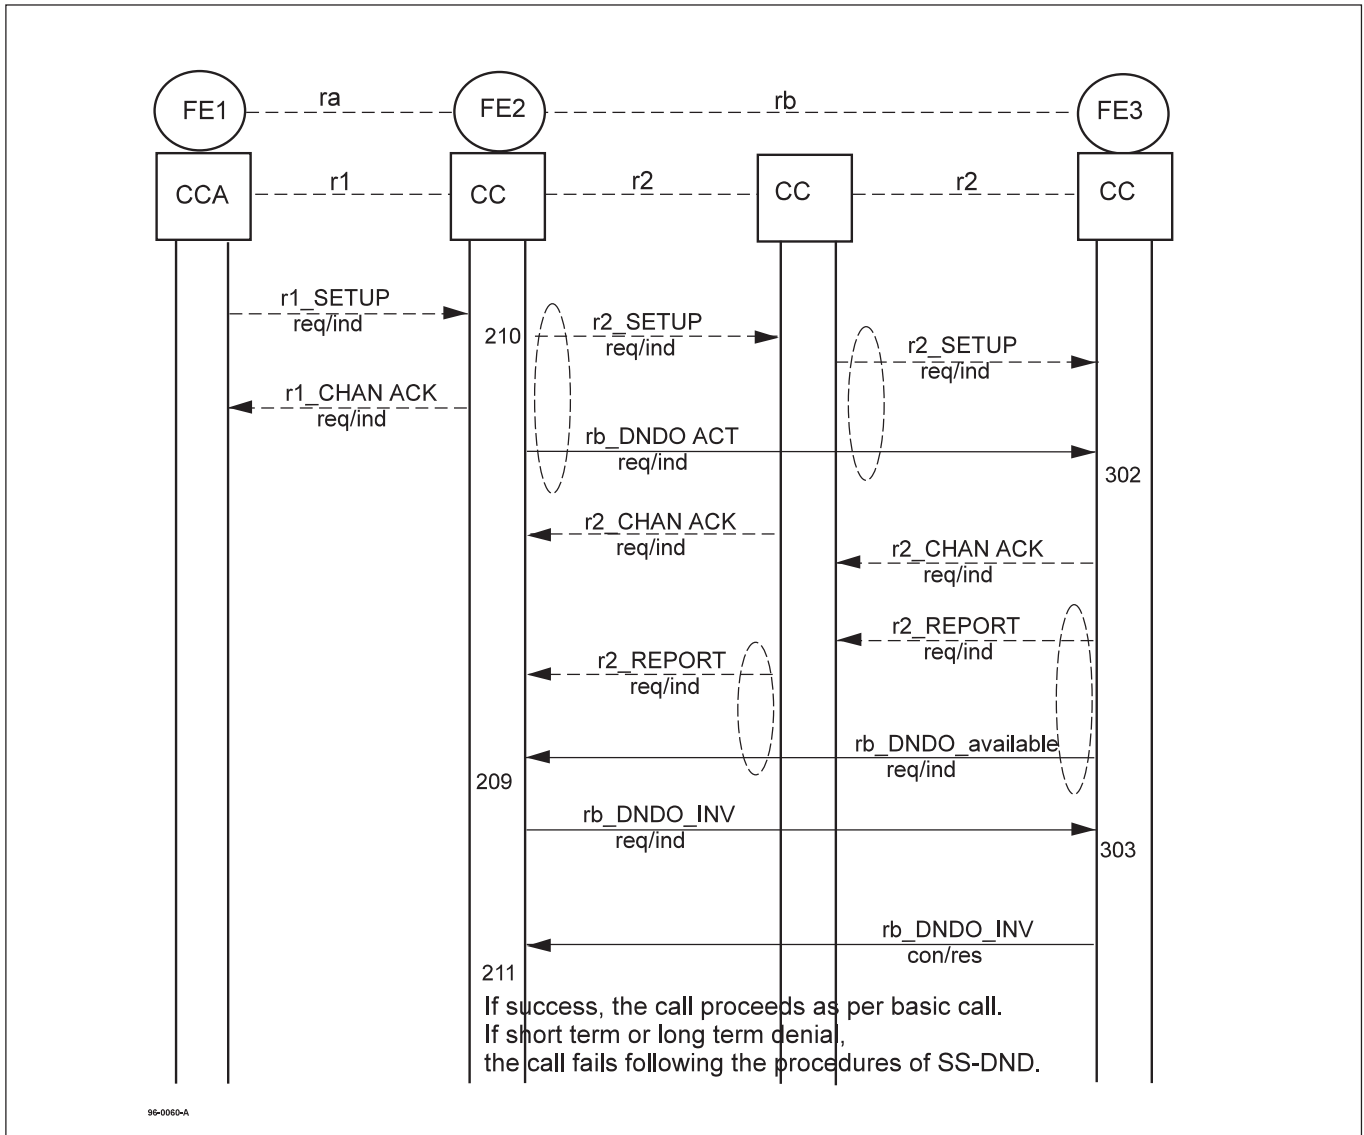 FE1
ra
FE2
rb
FE3
CCA
r1
CC
r2
CC
r2
CC
r1_SETUP
req/ind
210
r2_SETUP
req/ind
r2_SETUP
req/ind
r1_CHAN ACK
req/ind
rb_DNDO ACT
req/ind
302
r2_CHAN ACK
req/ind
r2_CHAN ACK
req/ind
r2_REPORT
req/ind
r2_REPORT
req/ind
rb_DNDO_available
req/ind
209
rb_DNDO_INV
req/ind
303
rb_DNDO_INV
con/res
211
If success, the call proceeds as per basic call.
If short term or long term denial,
the call fails following the procedures of SS-DND.
96-0060-A